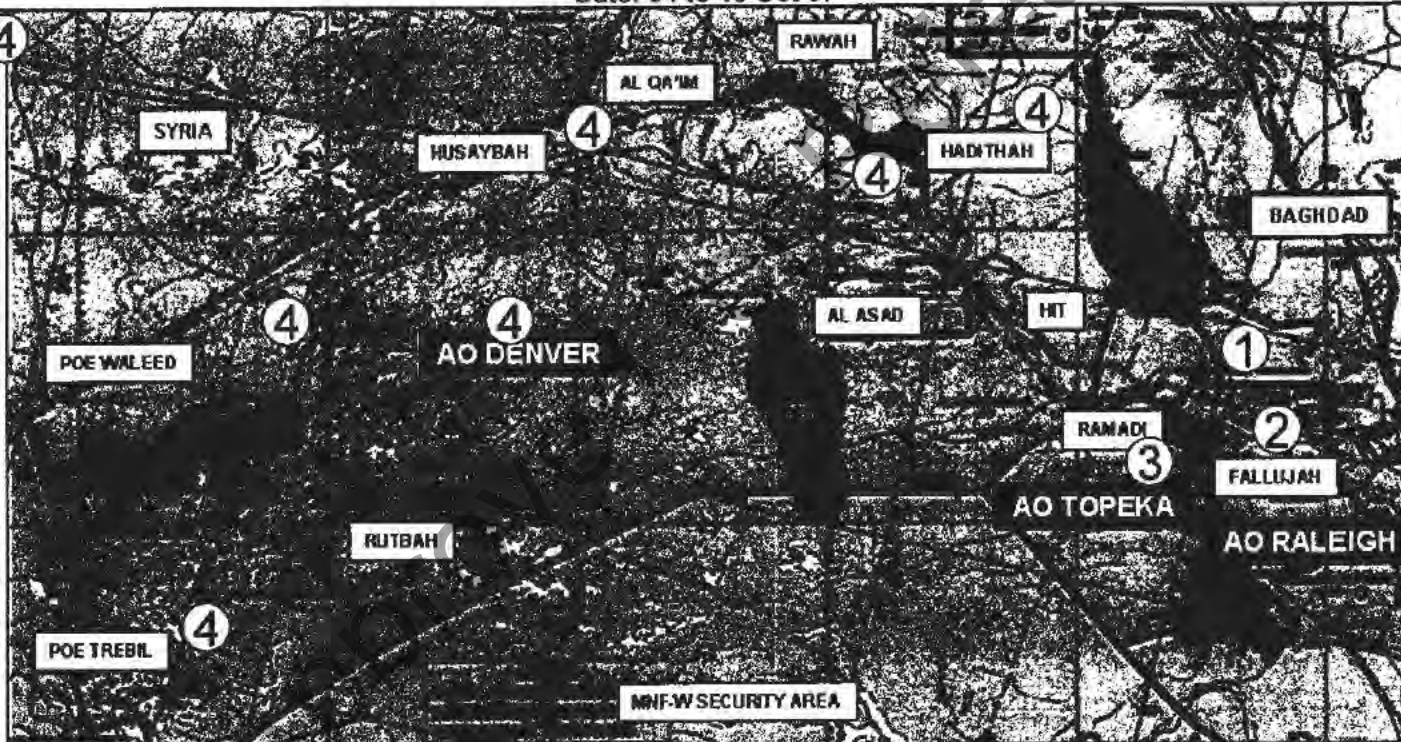 4
RAWAH
AL QA'IM
4
SYRIA
4
HUSAYBAH
HADITHAH
4
BAGHDAD
4
4
AL ASAD
HIT
AO DENVER
1
POE WALEED
RAMADI
2
3
FALLUJAH
AO TOPEKA
RUTBAH
AO RALEIGH
4
POE TREBIL
MNF-W SECURITY AREA